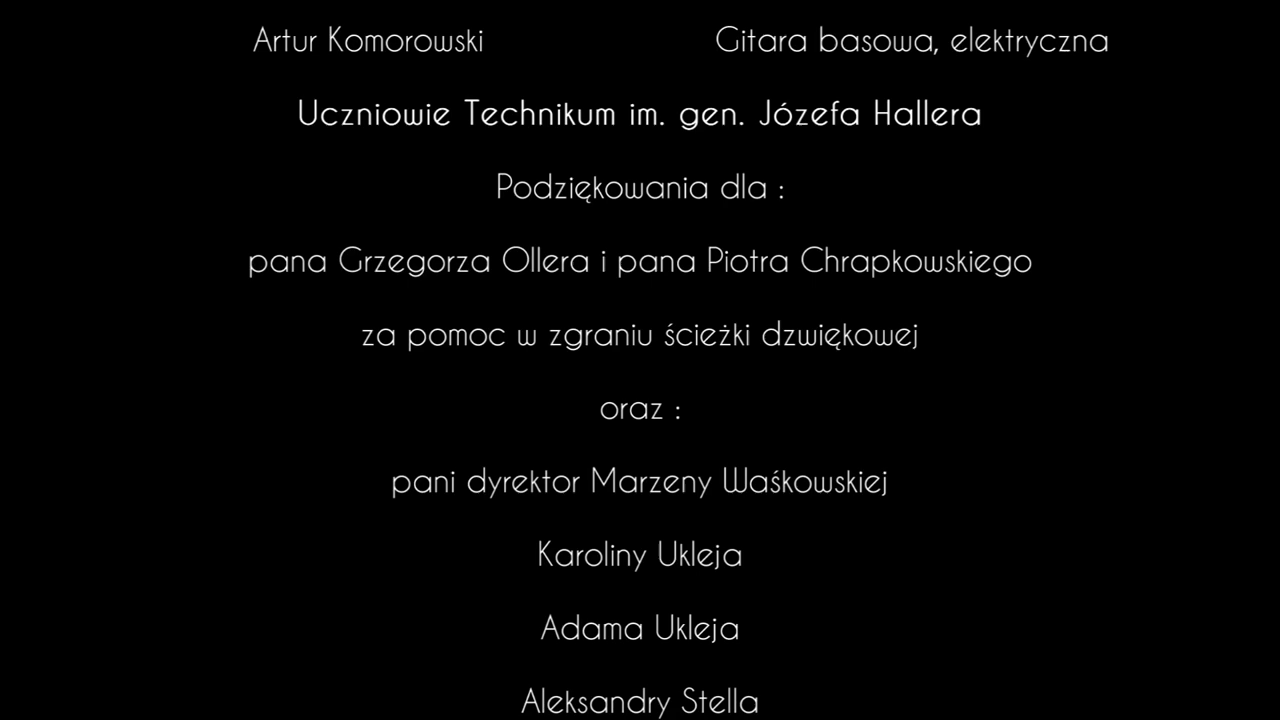 Artur Komorowski Gitara basowa, elektryczna
Uczniowie Technikum im. gen. Józefa Hallera
Podziękowania dla :
pana Grzegorza Ollera i pana Piotra Chrapkowskiego
za pomoc w zgraniu ścieżki dzwiękowej
oraz :
pani dyrektor Marzeny Waśkowskiej
Karoliny Ukleja
Adama Ukleja
Aleksandry Stella